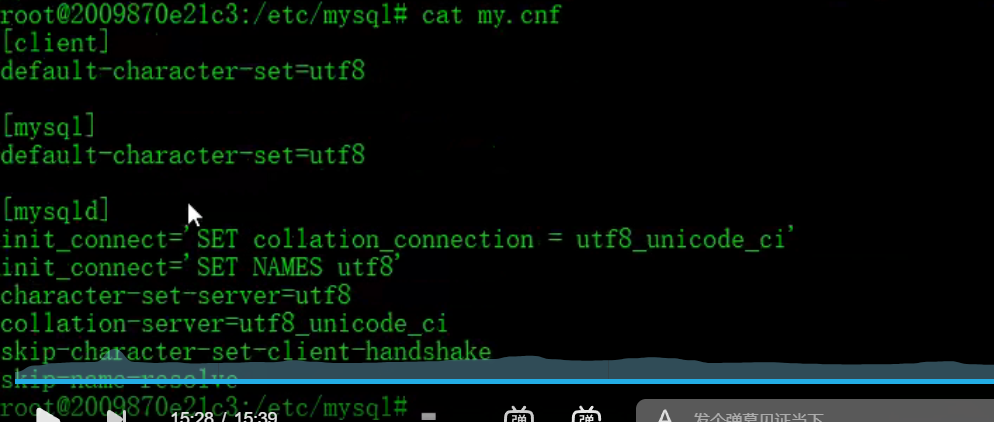 root@2009870e21c3:/etc/mysql# cat my.cnf
[client]
default-character-set=utf8
[mysql]
default-character-set=utf8
[mysqld]
init_connect='SET collation_connection = utf8_unicode_ci'
init_connect='SET NAMES utf8'
character-set-server=utf8
collation-server=utf8_unicode_ci
skip-character-set-client-handshake
skip-name-resolve
root@2009870e21c3:/etc/mysql#
15:28 / 15:39
弹 弹 A 发个弹幕见证当下